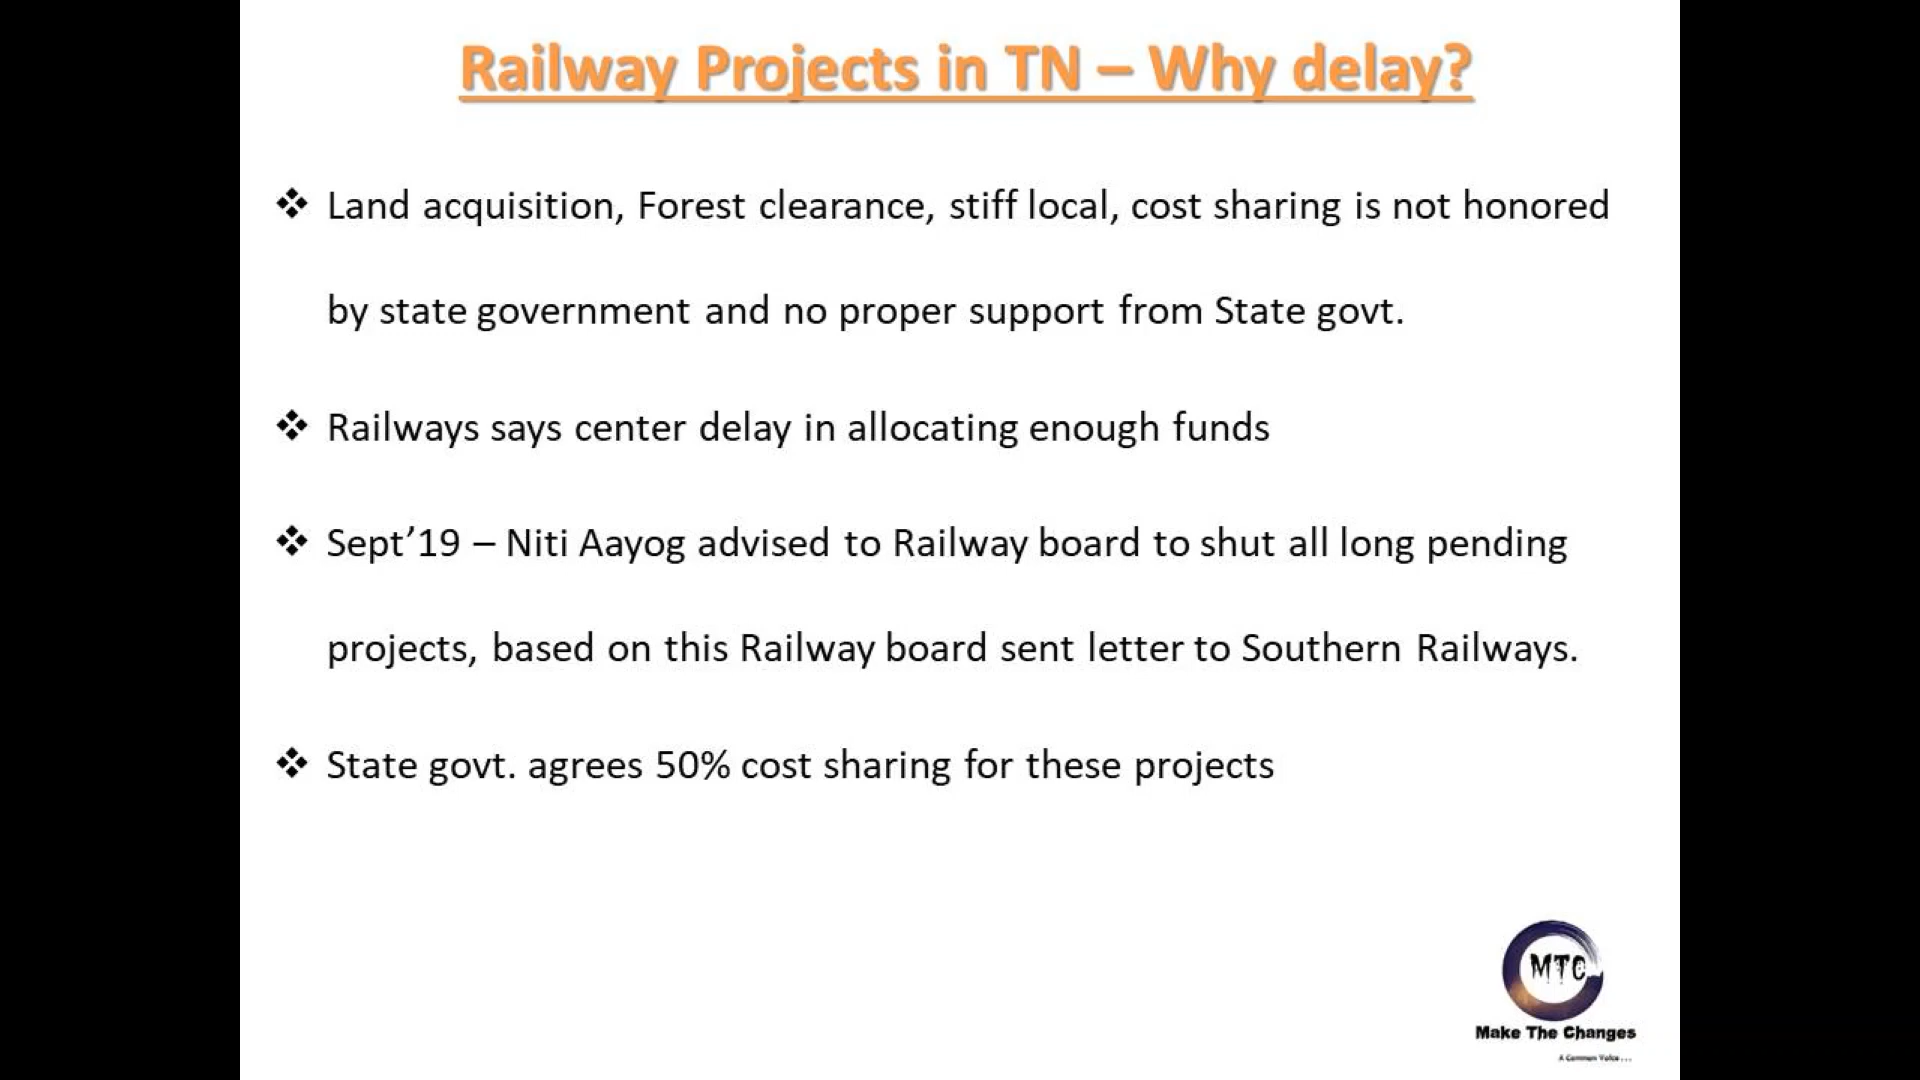 Railway Projects in TN – Why delay?
❖ Land acquisition, Forest clearance, stiff local, cost sharing is not honored
by state government and no proper support from State govt.
❖ Railways says center delay in allocating enough funds
❖ Sept’19 – Niti Aayog advised to Railway board to shut all long pending
projects, based on this Railway board sent letter to Southern Railways.
❖ State govt. agrees 50% cost sharing for these projects
MTC
Make The Changes
A Common Voice ...